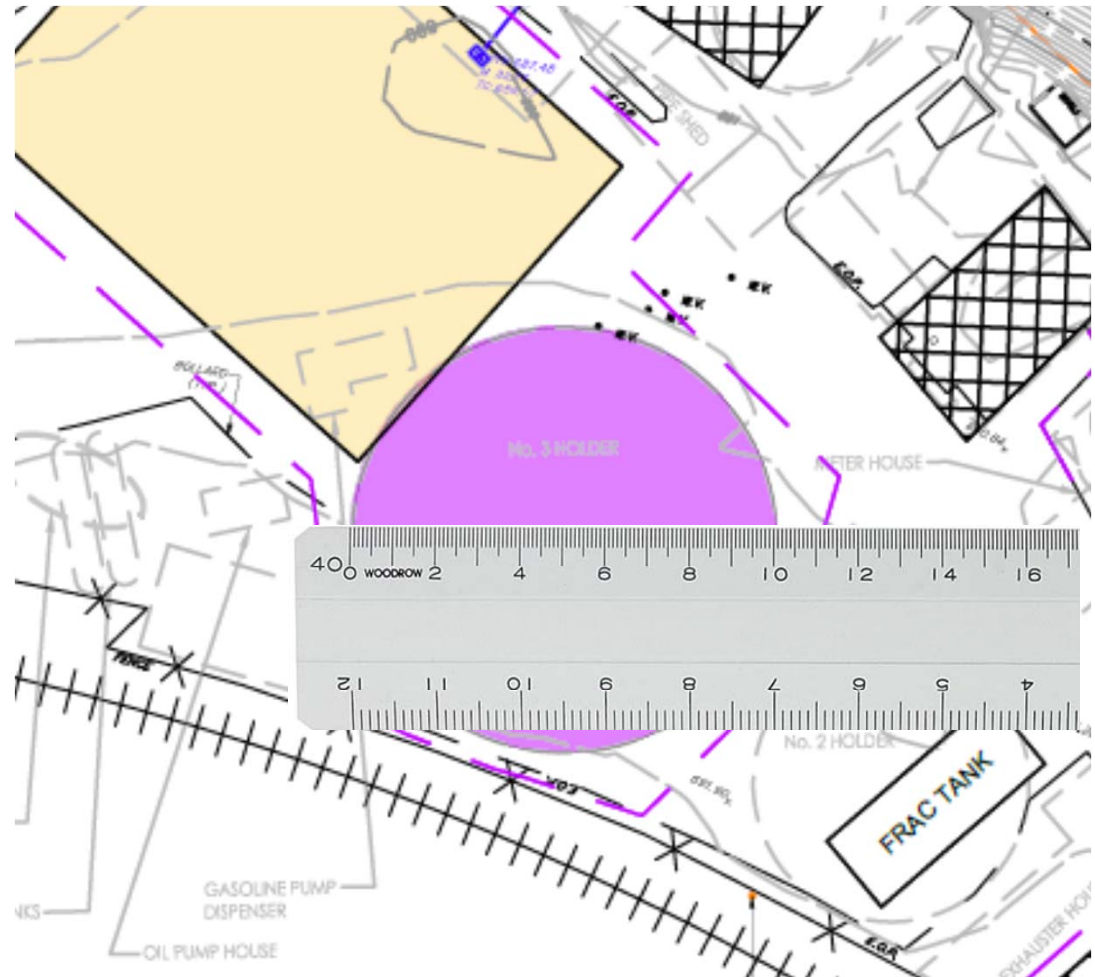 E.O.P.
E.O.P.
BOLLARD
(TYP.)
M.W.
M.W.
M.W.
M.W.
No. 3 HOLDER
METER HOUSE
40 0 WOODROW 2 4 6 8 10 12 14 16
12 11 10 9 8 7 6 5 4
FENCE
No. 2 HOLDER
E.O.P.
FRAC TANK
GASOLINE PUMP
DISPENSER
OIL PUMP HOUSE
E.O.P.